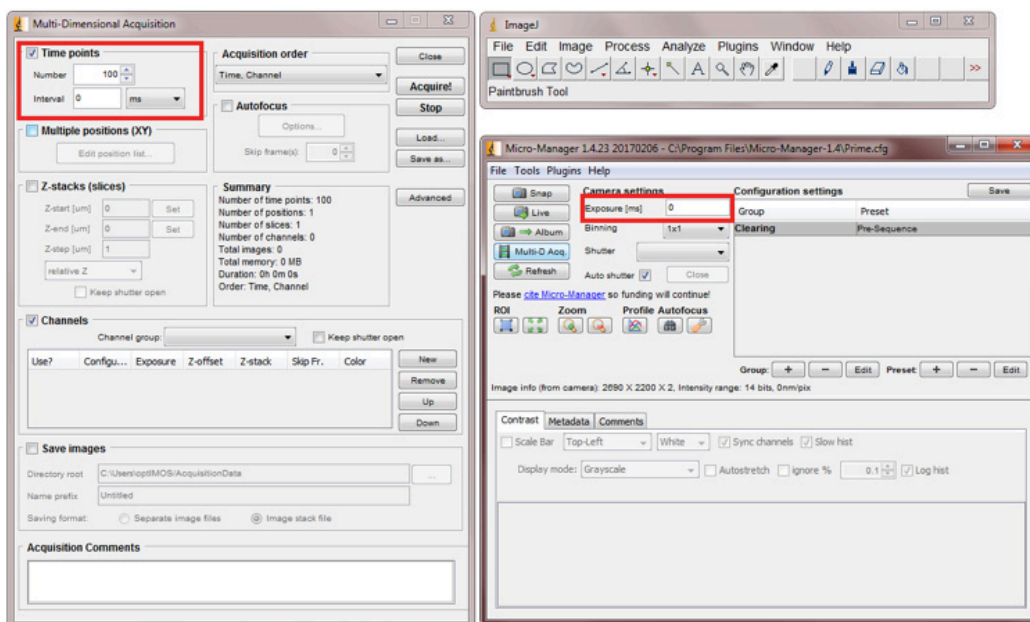 Multi-Dimensional Acquisition
Time points
Number 100
Interval 0 ms
Multiple positions (XY)
Edit position list...
Z-stacks (slices)
Z-start [um] 0 Set
Z-end [um] 0 Set
Z-step [um] 1
relative Z
Keep shutter open
Acquisition order
Time, Channel
Autofocus
Options...
Skip frame(s): 0
Summary
Number of time points: 100
Number of positions: 1
Number of slices: 1
Number of channels: 0
Total images: 0
Total memory: 0 MB
Duration: 0h 0m 0s
Order: Time, Channel
Close
Acquire!
Stop
Load...
Save as...
Advanced
Channels
Channel group: Keep shutter open
Use? Configu... Exposure Z-offset Z-stack Skip Fr. Color
New
Remove
Up
Down
Save images
Directory root C:\Users\optiMOS/AcquisitionData ...
Name prefix Untitled
Saving format: Separate image files Image stack file
Acquisition Comments
ImageJ
File Edit Image Process Analyze Plugins Window Help
A >>
Paintbrush Tool
Micro-Manager 1.4.23 20170206 - C:\Program Files\Micro-Manager-1.4\Prime.cfg
File Tools Plugins Help
Snap
Live
Album
Multi-D Acq.
Refresh
Camera settings
Exposure [ms] 0
Binning 1x1
Shutter
Auto shutter Close
Configuration settings Save
Group Preset
Clearing Pre-Sequence
Please cite Micro-Manager so funding will continue!
ROI Zoom Profile Autofocus
Group: + - Edit Preset: + - Edit
Image info (from camera): 2690 X 2200 X 2, Intensity range: 14 bits, 0nm/pix
Contrast Metadata Comments
Scale Bar Top-Left White Sync channels Slow hist
Display mode: Grayscale Autostretch ignore % 0.1 Log hist